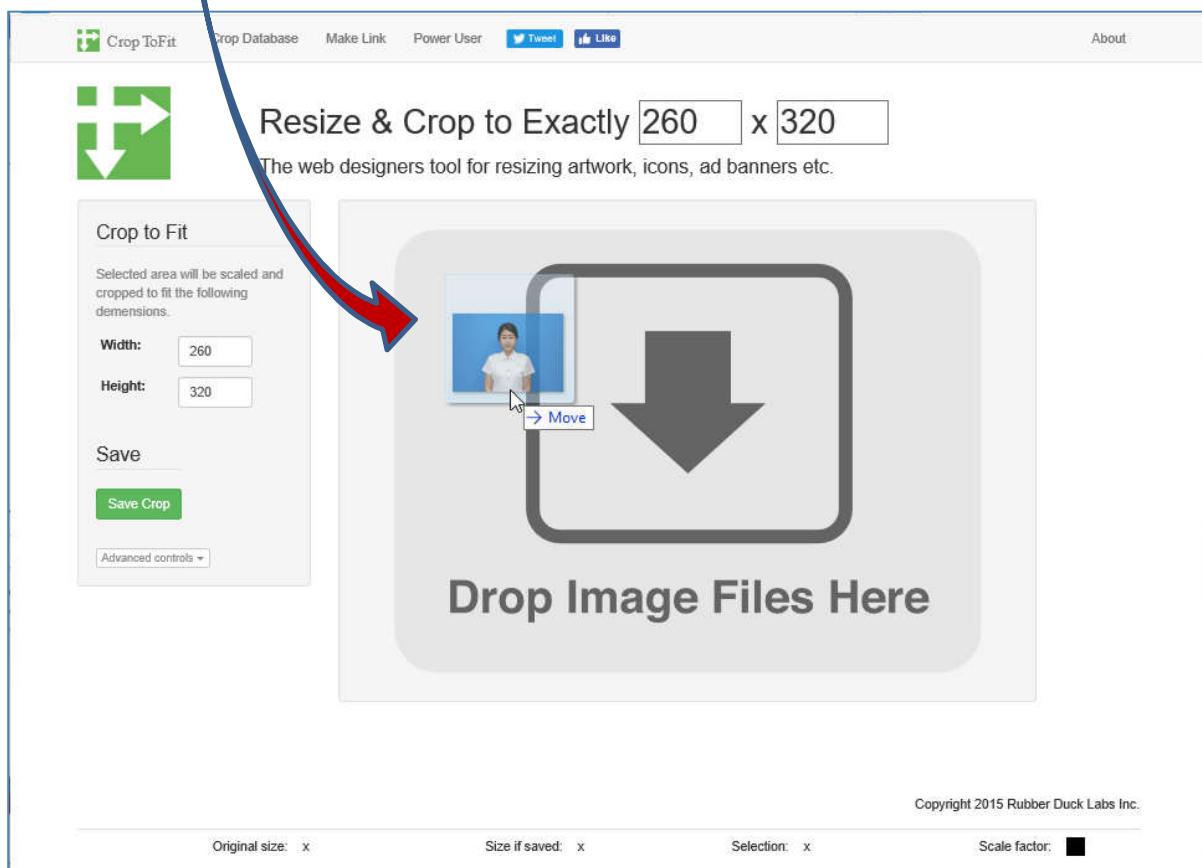 Crop ToFit Crop Database Make Link Power User Tweet Like About
Resize & Crop to Exactly 260 x 320
The web designers tool for resizing artwork, icons, ad banners etc.
Crop to Fit
Selected area will be scaled and
cropped to fit the following
demensions.
Width: 260
Height: 320
Save
Save Crop
Advanced controls
→ Move
Drop Image Files Here
Copyright 2015 Rubber Duck Labs Inc.
Original size: x Size if saved: x Selection: x Scale factor: